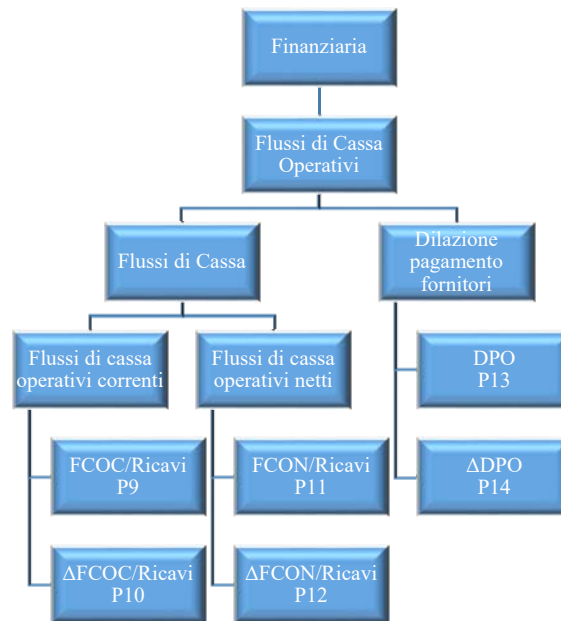 Finanziaria
Flussi di Cassa
Operativi
Flussi di Cassa
Dilazione
pagamento
fornitori
Flussi di cassa
operativi correnti
Flussi di cassa
operativi netti
DPO
P13
FCOC/Ricavi
P9
FCON/Ricavi
P11
ΔDPO
P14
ΔFCOC/Ricavi
P10
ΔFCON/Ricavi
P12